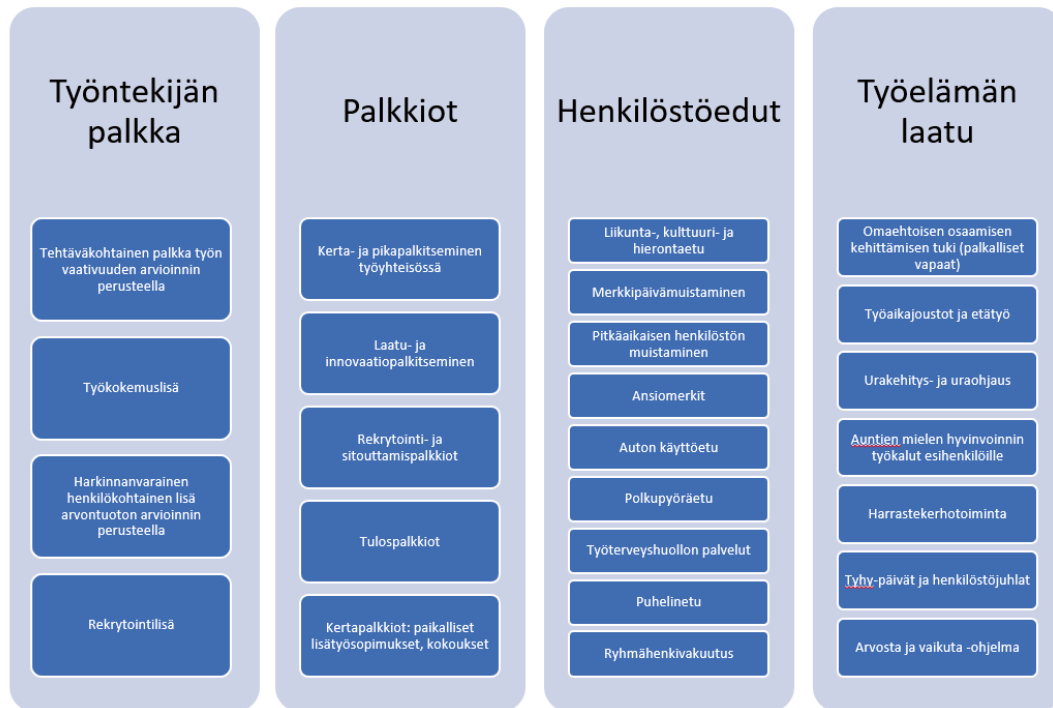 Työntekijän
palkka
Tehtäväkohtainen palkka työn
vaativuuden arvioinnin
perusteella
Työkokemuslisä
Harkinnanvarainen
henkilökohtainen lisä
arvontuoton arvioinnin
perusteella
Rekrytointilisä
Palkkiot
Kerta- ja pikapalkitseminen
työyhteisössä
Laatu- ja
innovaatiopalkitseminen
Rekrytointi- ja
sitouttamispalkkiot
Tulospalkkiot
Kertapalkkiot: paikalliset
lisätyösopimukset, kokoukset
Henkilöstöedut
Liikunta-, kulttuuri- ja
hierontaetu
Merkkipäivämuistaminen
Pitkäaikaisen henkilöstön
muistaminen
Ansiomerkit
Auton käyttöetu
Polkupyöräetu
Työterveyshuollon palvelut
Puhelinetu
Ryhmähenkivakuutus
Työelämän
laatu
Omaehtoisen osaamisen
kehittämisen tuki (palkalliset
vapaat)
Työaikajoustot ja etätyö
Urakehitys- ja uraohjaus
Auntien mielen hyvinvoinnin
työkalut esihenkilöille
Harrastekerhotoiminta
Tyhy-päivät ja henkilöstöjuhlat
Arvosta ja vaikuta -ohjelma